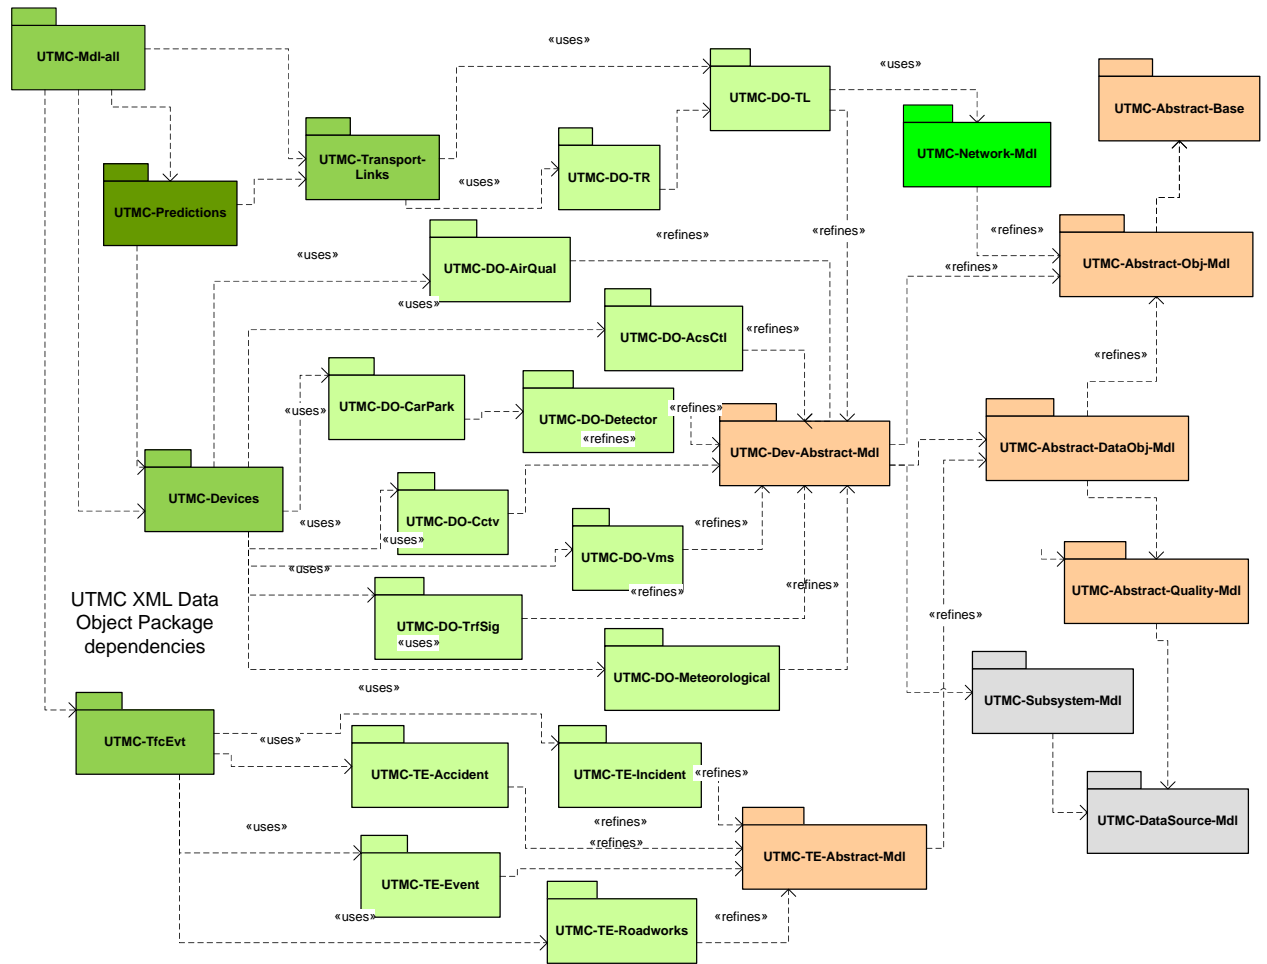 «uses»
UTMC-Mdl-all
«uses»
UTMC-DO-TL
UTMC-Abstract-Base
UTMC-Network-Mdl
UTMC-Transport-
Links
«uses»
UTMC-DO-TR
UTMC-Predictions
«refines»
«refines»
«refines»
«uses»
UTMC-DO-AirQual
UTMC-Abstract-Obj-Mdl
«refines»
«uses»
«refines»
UTMC-DO-AcsCtl
«refines»
UTMC-DO-CarPark
«uses»
«refines»
UTMC-DO-Detector
«refines»
UTMC-Dev-Abstract-Mdl
UTMC-Abstract-DataObj-Mdl
UTMC-Devices
«uses»
UTMC-DO-Cctv
«refines»
«uses»
UTMC-DO-Vms
«uses»
«refines»
«refines»
UTMC-Abstract-Quality-Mdl
UTMC XML Data
Object Package
dependencies
«refines»
UTMC-DO-TrfSig
«uses»
UTMC-DO-Meteorological
«uses»
UTMC-Subsystem-Mdl
UTMC-TfcEvt
«uses»
UTMC-TE-Accident
UTMC-TE-Incident
«refines»
«uses»
«refines»
«refines»
UTMC-DataSource-Mdl
UTMC-TE-Abstract-Mdl
UTMC-TE-Event
«uses»
«refines»
UTMC-TE-Roadworks